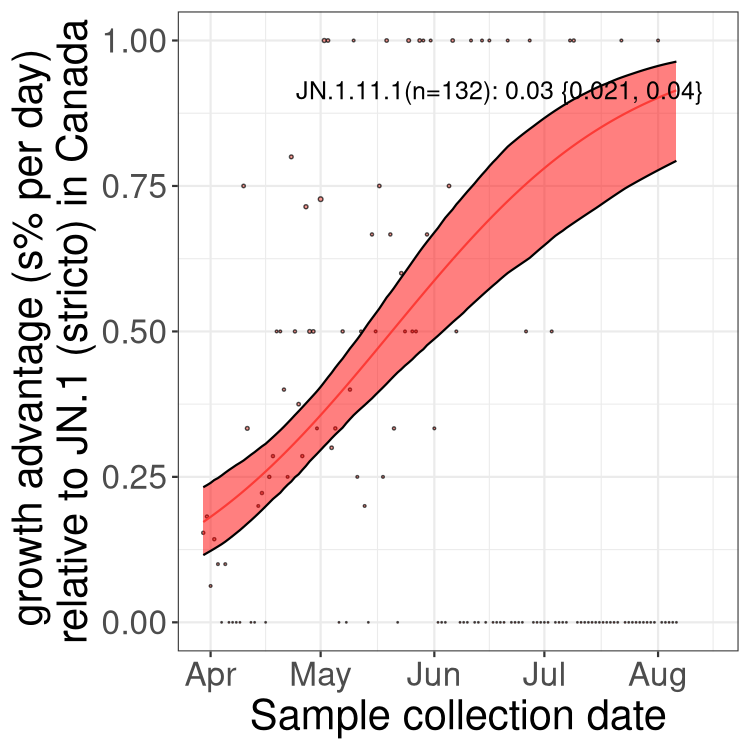 growth advantage (s% per day)
relative to JN.1 (stricto) in Canada
1.00
0.75
0.50
0.25
0.00
JN.1.11.1(n=132): 0.03 {0.021, 0.04}
Apr May Jun Jul Aug
Sample collection date